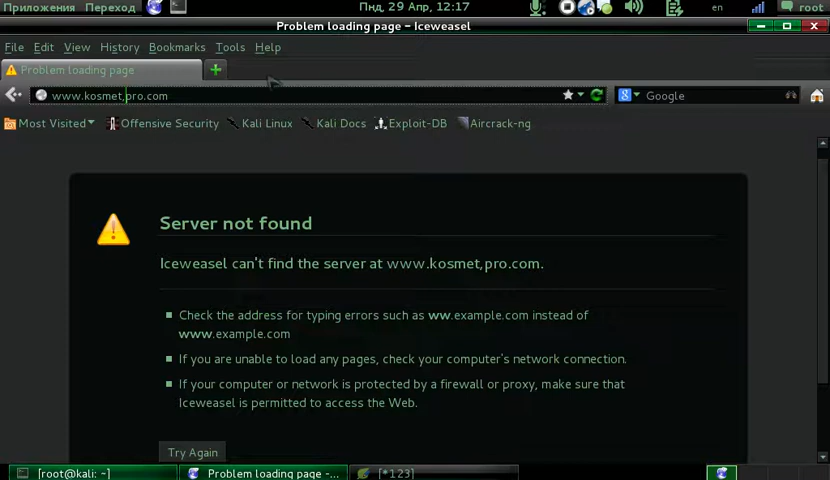 Приложения Переход Пнд, 29 Апр, 12:17 en root
Problem loading page – Iceweasel
File Edit View History Bookmarks Tools Help
Problem loading page
www.kosmet,pro.com Google
Most Visited Offensive Security Kali Linux Kali Docs Exploit-DB Aircrack-ng
Server not found
Iceweasel can't find the server at www.kosmet,pro.com.
Check the address for typing errors such as ww.example.com instead of
www.example.com
If you are unable to load any pages, check your computer's network connection.
If your computer or network is protected by a firewall or proxy, make sure that
Iceweasel is permitted to access the Web.
Try Again
[root@kali: ~] Problem loading page -... [*123]